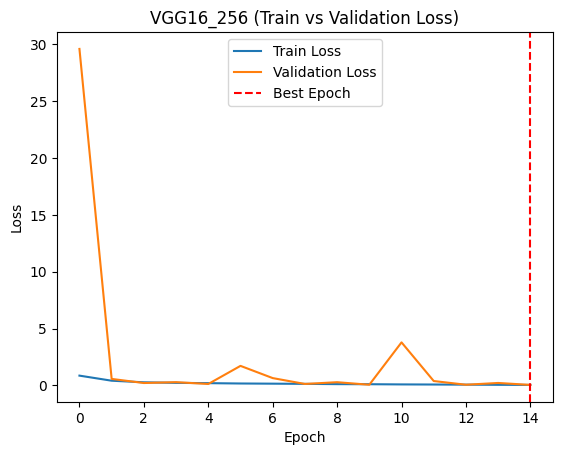 VGG16_256 (Train vs Validation Loss)
Train Loss
Validation Loss
Best Epoch
30
25
20
15
10
5
0
Loss
0 2 4 6 8 10 12 14
Epoch